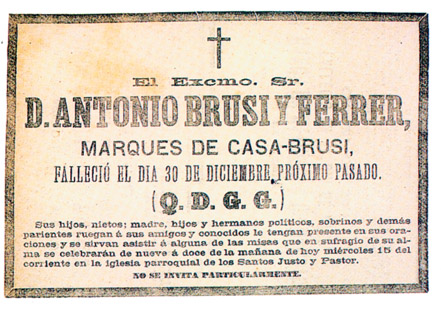 El Excmo. Sr.
D. ANTONIO BRUSI Y FERRER,
MARQUES DE CASA-BRUSI,
FALLECIÓ EL DIA 30 DE DICIEMBRE PRÓXIMO PASADO.
(Q. D. G. G.)
Sus hijos, nietos; madre, hijos y hermanos políticos, sobrinos y demás
parientes ruegan á sus amigos y conocidos le tengan presente en sus ora-
ciones y se sirvan asistir á alguna de las misas que en sufragio de su al-
ma se celebrarán de nueve á doce de la mañana de hoy miércoles 15 del
corriente en la iglesia parroquial de los Santos Justo y Pastor.
NO SE INVITA PARTICULARMENTE.